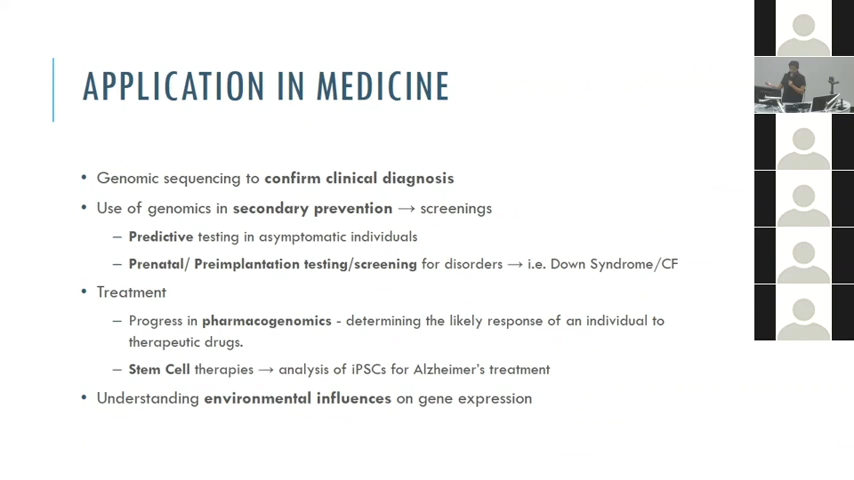 APPLICATION IN MEDICINE
• Genomic sequencing to confirm clinical diagnosis
• Use of genomics in secondary prevention → screenings
– Predictive testing in asymptomatic individuals
– Prenatal/ Preimplantation testing/screening for disorders → i.e. Down Syndrome/CF
• Treatment
– Progress in pharmacogenomics - determining the likely response of an individual to
therapeutic drugs.
– Stem Cell therapies → analysis of iPSCs for Alzheimer's treatment
• Understanding environmental influences on gene expression